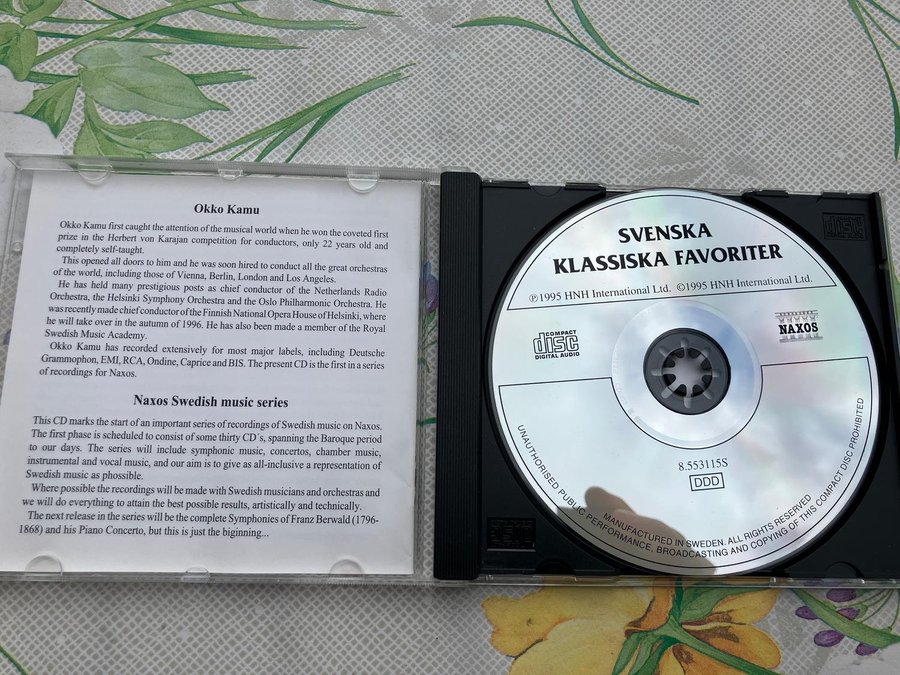 Okko Kamu
Okko Kamu first caught the attention of the musical world when he won the coveted first
prize in the Herbert von Karajan competition for conductors, only 22 years old and
completely self-taught.
This opened all doors to him and he was soon hired to conduct all the great orchestras
of the world, including those of Vienna, Berlin, London and Los Angeles.
He has held many prestigious posts as chief conductor of the Netherlands Radio
Orchestra, the Helsinki Symphony Orchestra and the Oslo Philharmonic Orchestra. He
was recently made chief conductor of the Finnish National Opera House of Helsinki, where
he will take over in the autumn of 1996. He has also been made a member of the Royal
Swedish Music Academy.
Okko Kamu has recorded extensively for most major labels, including Deutsche
Grammophon, EMI, RCA, Ondine, Caprice and BIS. The present CD is the first in a series
of recordings for Naxos.
Naxos Swedish music series
This CD marks the start of an important series of recordings of Swedish music on Naxos.
The first phase is scheduled to consist of some thirty CD´s, spanning the Baroque period
to our days. The series will include symphonic music, concertos, chamber music,
instrumental and vocal music, and our aim is to give as all-inclusive a representation of
Swedish music as phossible.
Where possible the recordings will be made with Swedish musicians and orchestras and
we will do everything to attain the best possible results, artistically and technically.
The next release in the series will be the complete Symphonies of Franz Berwald (1796-
1868) and his Piano Concerto, but this is just the biginning...
SVENSKA
KLASSISKA FAVORITER
℗1995 HNH International Ltd. ©1995 HNH International Ltd.
COMPACT
disc
DIGITAL AUDIO
NAXOS
8.553115S
DDD
MANUFACTURED IN SWEDEN. ALL RIGHTS RESERVED
UNAUTHORISED PUBLIC PERFORMANCE, BROADCASTING AND COPYING OF THIS COMPACT DISC PROHIBITED
disc